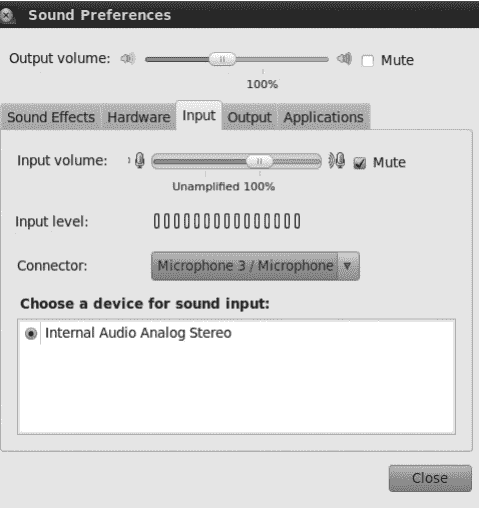 Sound Preferences
Output volume: Mute
100%
Sound Effects Hardware Input Output Applications
Input volume: Mute
Unamplified 100%
Input level:
Connector: Microphone 3 / Microphone
Choose a device for sound input:
Internal Audio Analog Stereo
Close